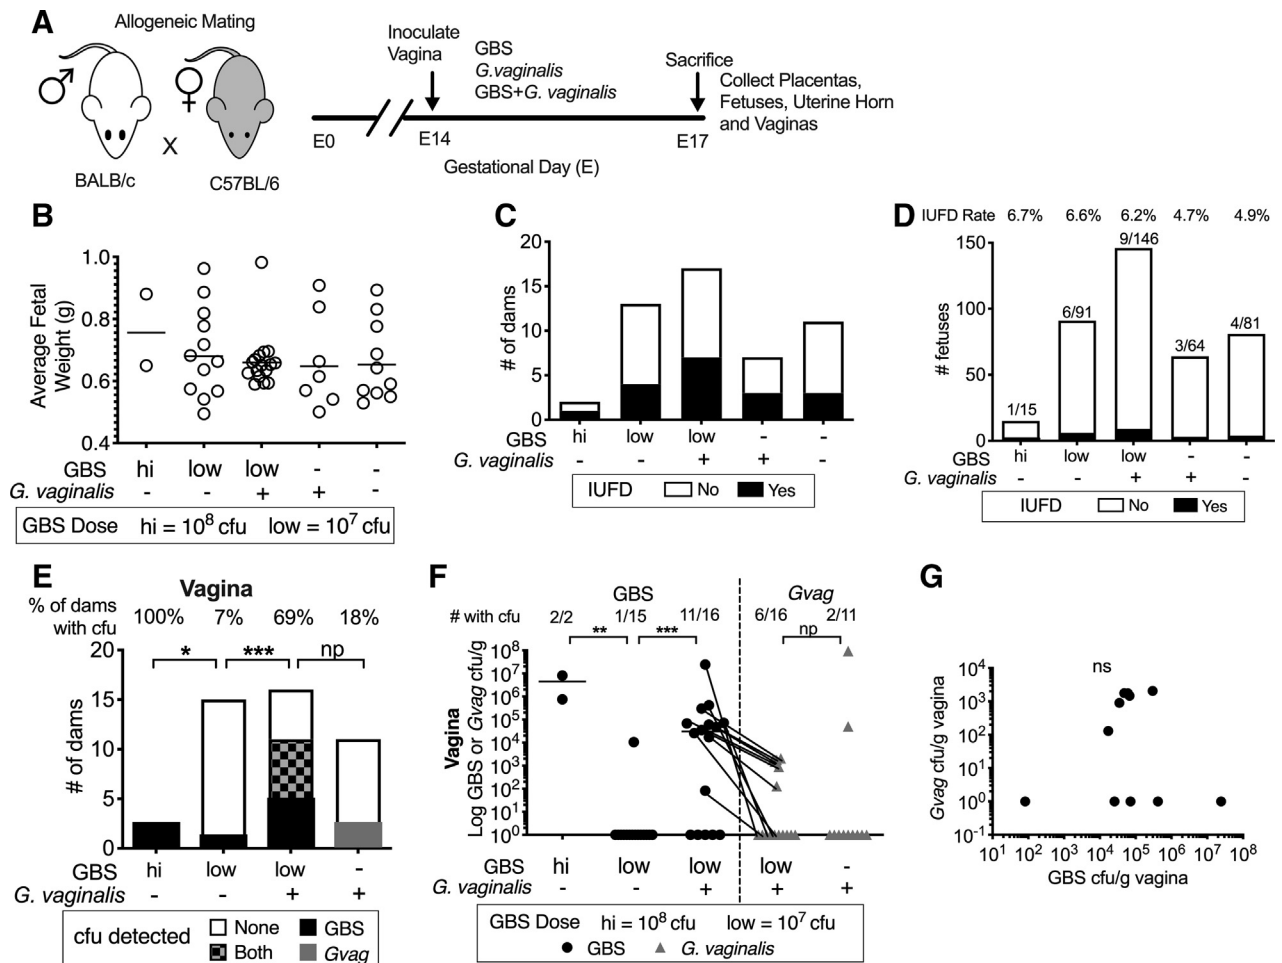 A
Allogeneic Mating
♂
♀
X
BALB/c
C57BL/6
Inoculate
Vagina
GBS
G.vaginalis
GBS+G. vaginalis
Sacrifice
Collect Placentas,
Fetuses, Uterine Horn
and Vaginas
E0
E14
E17
Gestational Day (E)
B
Average Fetal
Weight (g)
1.0
0.8
0.6
0.4
GBS hi low low - -
G. vaginalis - - + + -
GBS Dose hi = 10⁸ cfu low = 10⁷ cfu
C
# of dams
20
15
10
5
0
GBS hi low low - -
G. vaginalis - - + + -
IUFD No Yes
D
IUFD Rate 6.7% 6.6% 6.2% 4.7% 4.9%
# fetuses
150
100
50
0
1/15
6/91
9/146
3/64
4/81
GBS hi low low - -
G. vaginalis - - + + -
IUFD No Yes
E
Vagina
% of dams
with cfu
100% 7% 69% 18%
* *** np
# of dams
20
15
10
5
0
GBS hi low low -
G. vaginalis - - + +
cfu detected
None GBS
Both Gvag
F
GBS Gvag
# with cfu 2/2 1/15 11/16 6/16 2/11
** *** np
Vagina
Log GBS or Gvag cfu/g
10⁸
10⁷
10⁶
10⁵
10⁴
10³
10²
10¹
10⁰
GBS hi low low low -
G. vaginalis - - + + +
GBS Dose hi = 10⁸ cfu low = 10⁷ cfu
GBS G. vaginalis
G
ns
Gvag cfu/g vagina
10⁴
10³
10²
10¹
10⁰
10⁻¹
10¹ 10² 10³ 10⁴ 10⁵ 10⁶ 10⁷ 10⁸
GBS cfu/g vagina